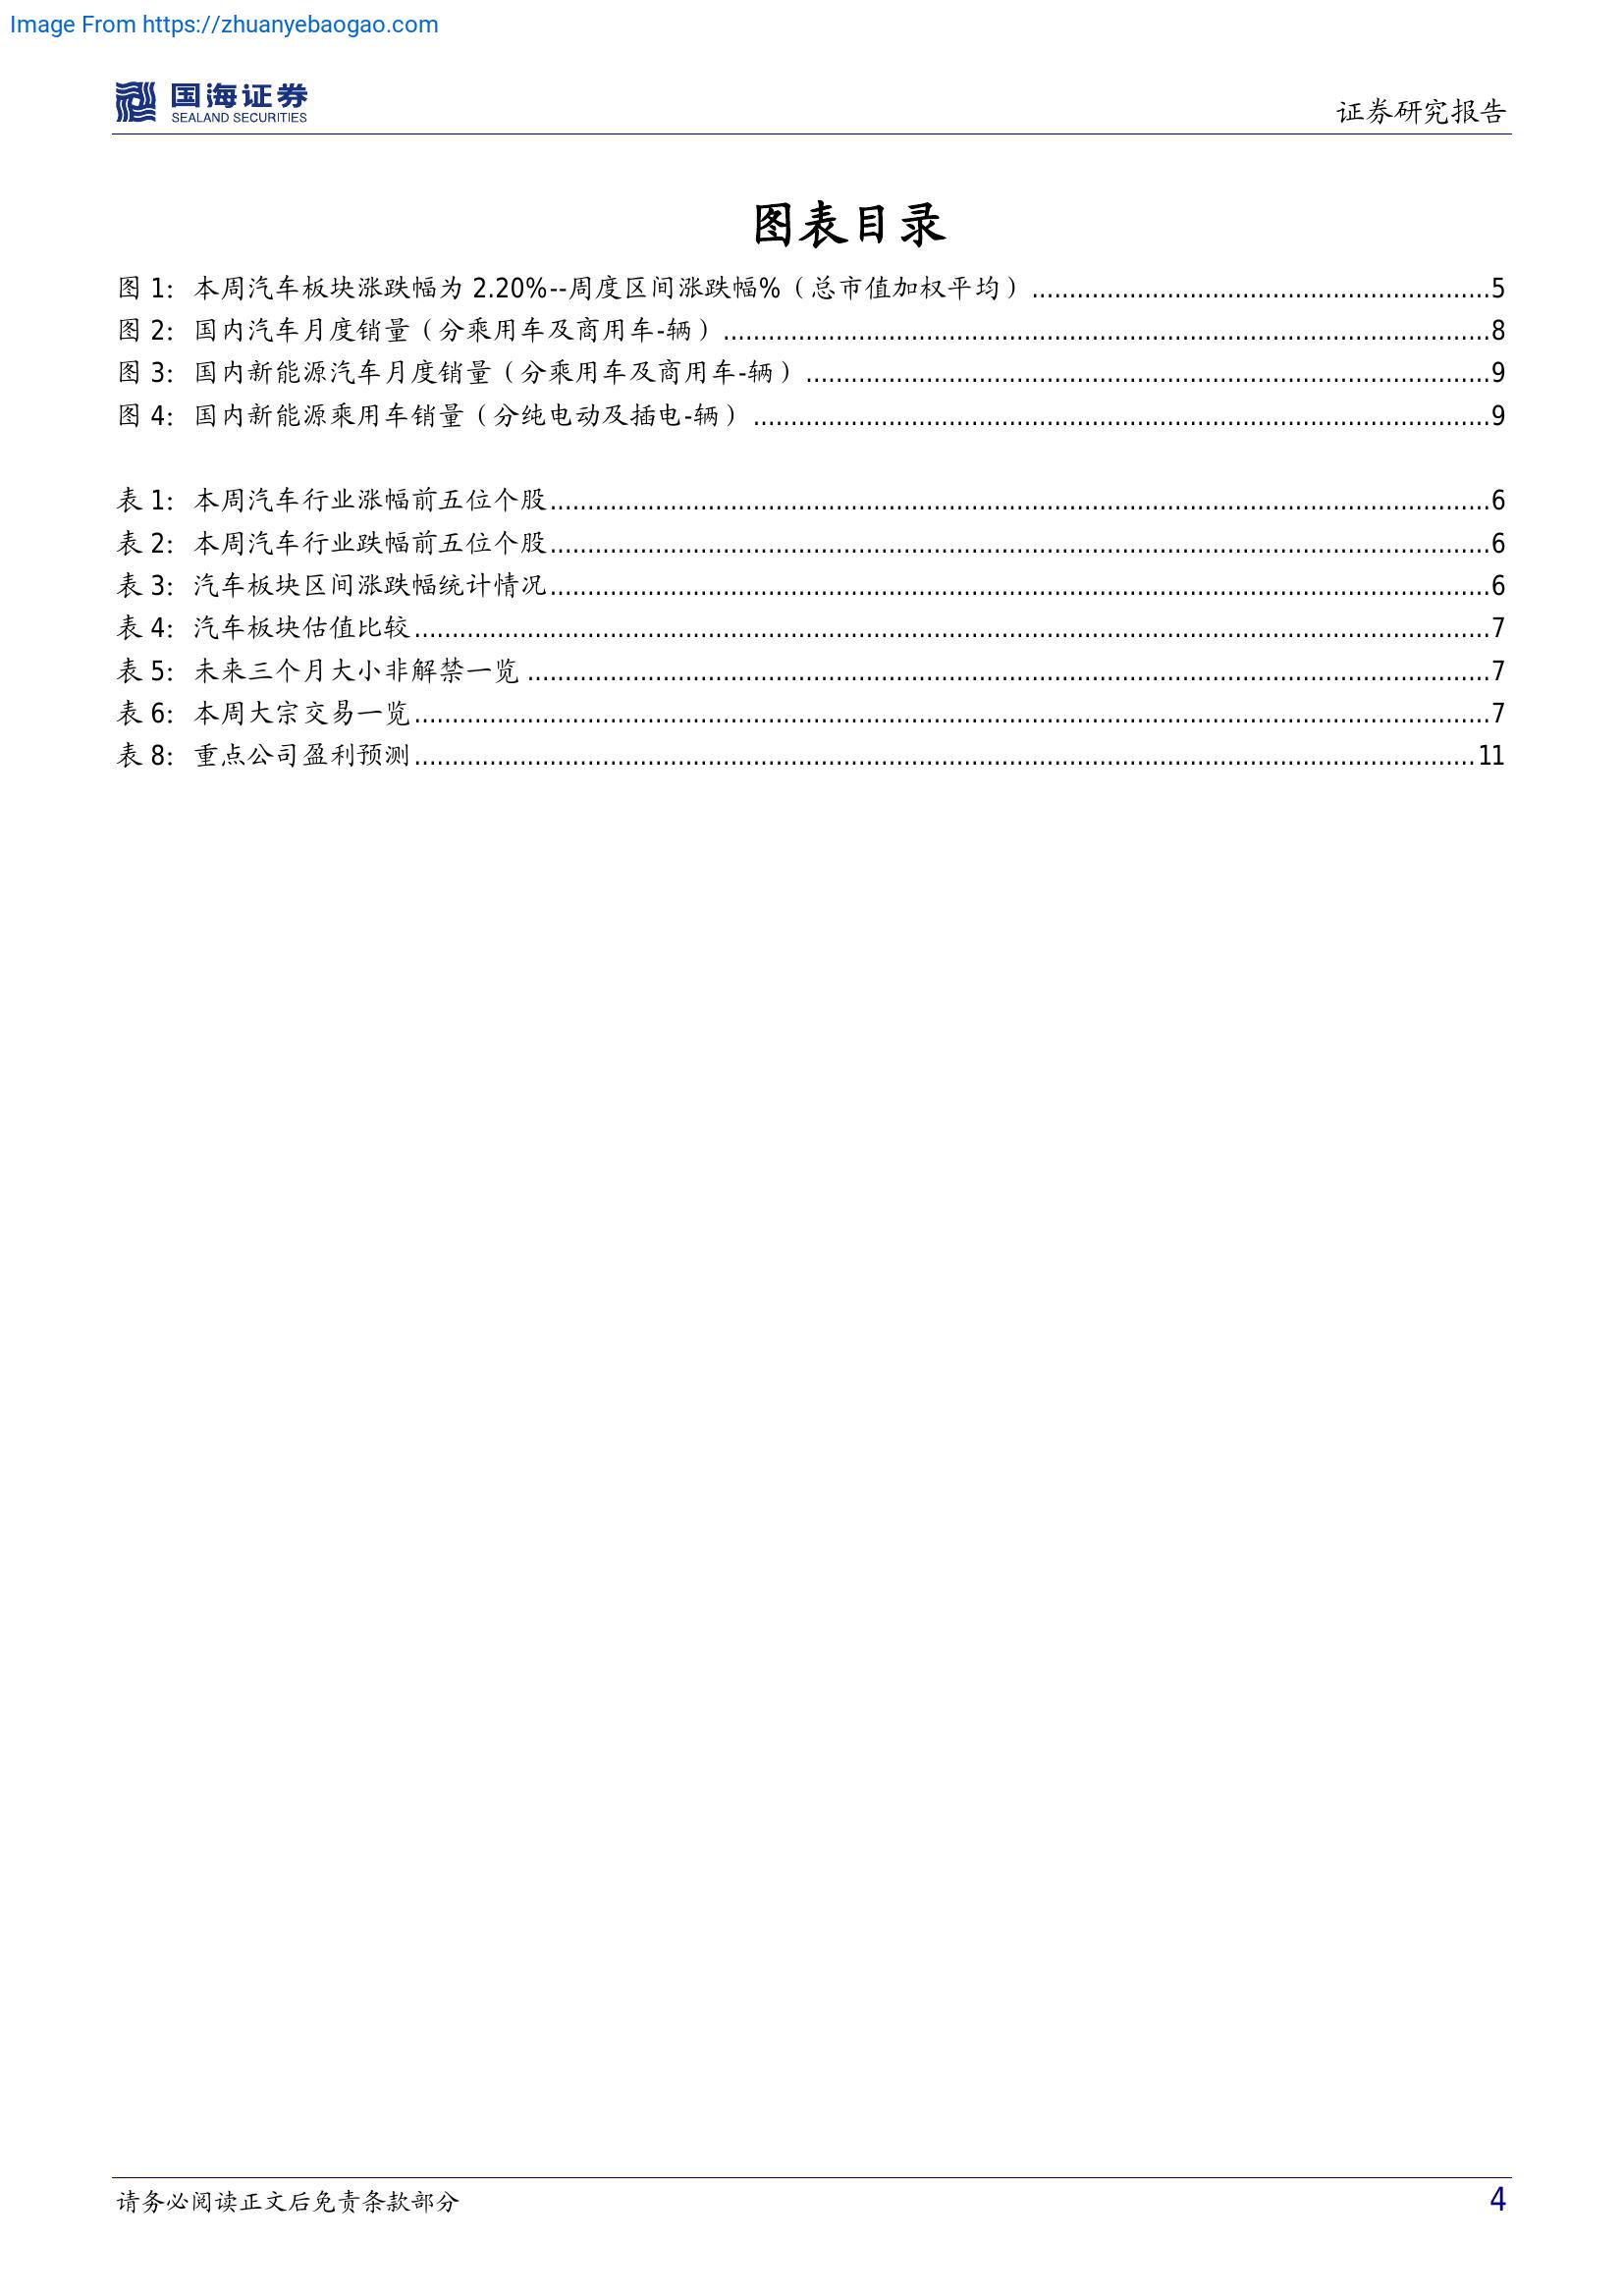 Image From https://zhuanyebaogao.com
国海证券
SEALAND SECURITIES
证券研究报告
图表目录
图 1: 本周汽车板块涨跌幅为 2.20%--周度区间涨跌幅%（总市值加权平均）....................5
图 2: 国内汽车月度销量（分乘用车及商用车-辆）....................8
图 3: 国内新能源汽车月度销量（分乘用车及商用车-辆）....................9
图 4: 国内新能源乘用车销量（分纯电动及插电-辆）....................9
表 1: 本周汽车行业涨幅前五位个股....................6
表 2: 本周汽车行业跌幅前五位个股....................6
表 3: 汽车板块区间涨跌幅统计情况....................6
表 4: 汽车板块估值比较....................7
表 5: 未来三个月大小非解禁一览....................7
表 6: 本周大宗交易一览....................7
表 8: 重点公司盈利预测....................11
请务必阅读正文后免责条款部分
4